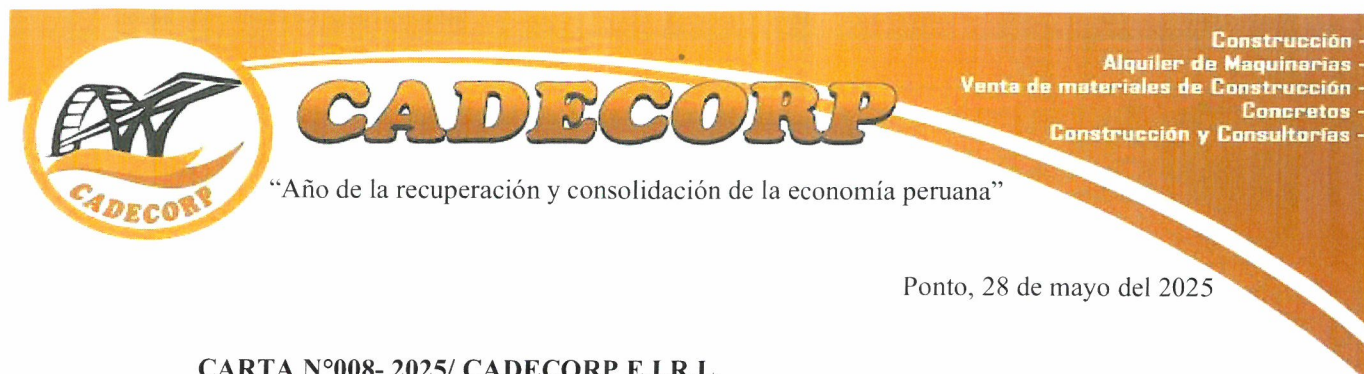 Construcción -
Alquiler de Maquinarias -
Venta de materiales de Construcción -
Concretos -
Construcción y Consultorías -
CADECORP
CADECORP
“Año de la recuperación y consolidación de la economía peruana”
Ponto, 28 de mayo del 2025
CARTA N°008- 2025/ CADECORP E.I.R.L